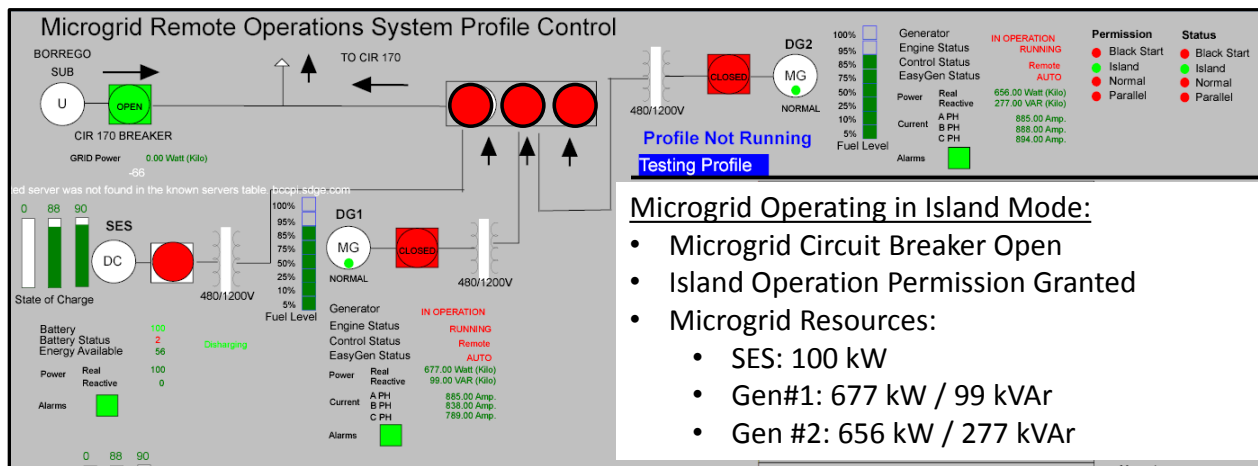 Microgrid Remote Operations System Profile Control
BORREGO
SUB
U
OPEN
CIR 170 BREAKER
TO CIR 170
GRID Power 0.00 Watt (Kilo)
-66
ted server was not found in the known servers table. bccpi.sdge.com
480/1200V
CLOSED
DG2
MG
NORMAL
100%
95%
85%
75%
50%
25%
10%
5%
Fuel Level
Generator IN OPERATION
Engine Status RUNNING
Control Status Remote
EasyGen Status AUTO
Power Real 656.00 Watt (Kilo)
Reactive 277.00 VAR (Kilo)
Current A PH 885.00 Amp.
B PH 888.00 Amp.
C PH 894.00 Amp.
Alarms
Permission Status
Black Start Black Start
Island Island
Normal Normal
Parallel Parallel
Profile Not Running
Testing Profile
0 88 90
State of Charge
SES
DC
480/1200V
100%
95%
85%
75%
50%
25%
10%
5%
Fuel Level
DG1
MG
NORMAL
CLOSED
480/1200V
Battery 100
Battery Status 2 Disharging
Energy Available 56
Power Real 100
Reactive 0
Alarms
0 88 90
Generator IN OPERATION
Engine Status RUNNING
Control Status Remote
EasyGen Status AUTO
Power Real 677.00 Watt (Kilo)
Reactive 99.00 VAR (Kilo)
Current A PH 885.00 Amp.
B PH 838.00 Amp.
C PH 789.00 Amp.
Alarms
Microgrid Operating in Island Mode:
• Microgrid Circuit Breaker Open
• Island Operation Permission Granted
• Microgrid Resources:
• SES: 100 kW
• Gen#1: 677 kW / 99 kVAr
• Gen #2: 656 kW / 277 kVAr